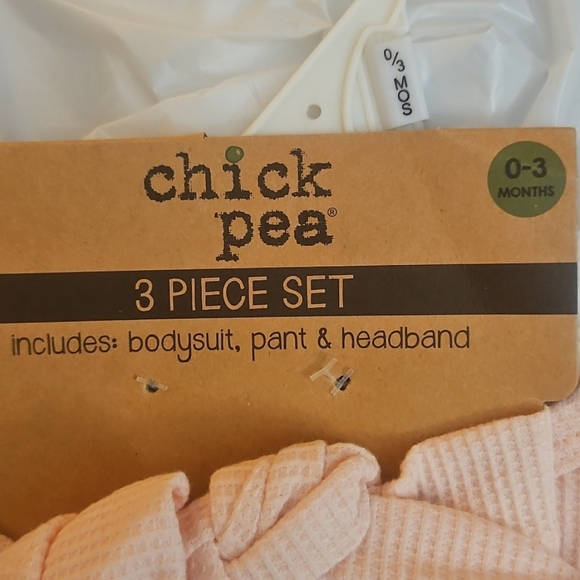 0/3 MOS
chick
pea®
0-3
MONTHS
3 PIECE SET
includes: bodysuit, pant & headband